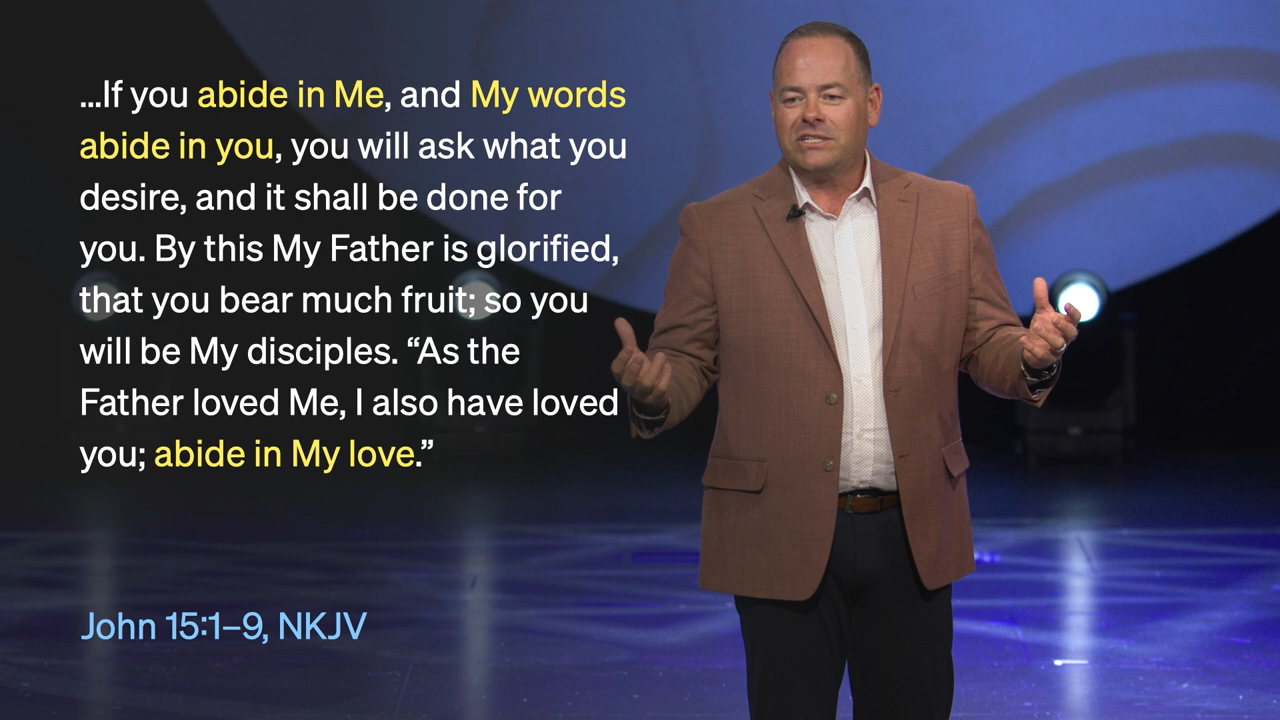 ...If you abide in Me, and My words
abide in you, you will ask what you
desire, and it shall be done for
you. By this My Father is glorified,
that you bear much fruit; so you
will be My disciples. “As the
Father loved Me, I also have loved
you; abide in My love.”
John 15:1–9, NKJV